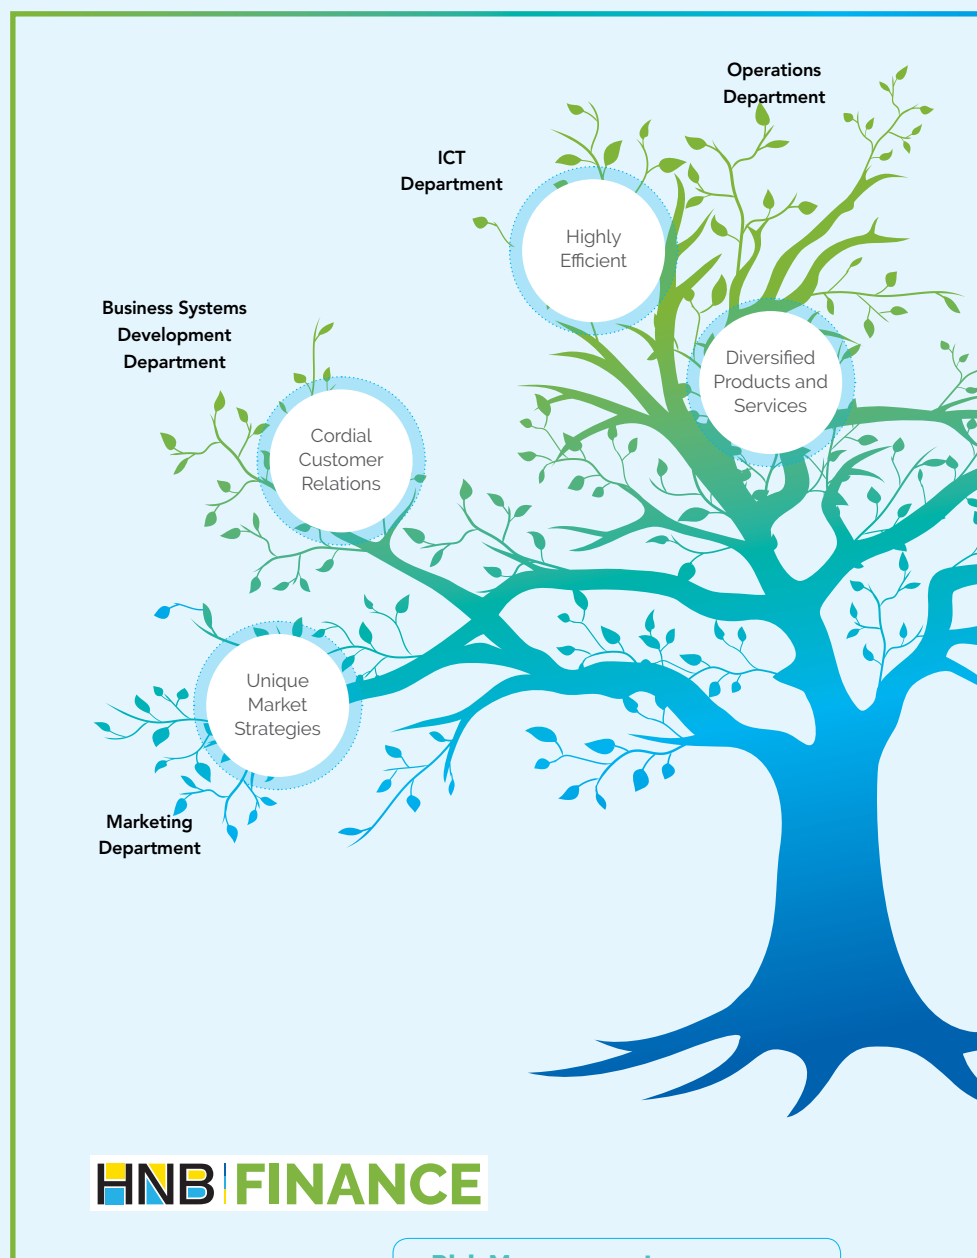 Operations
Department
ICT
Department
Highly
Efficient
Business Systems
Development
Department
Diversified
Products and
Services
Cordial
Customer
Relations
Unique
Market
Strategies
Marketing
Department
HNB FINANCE